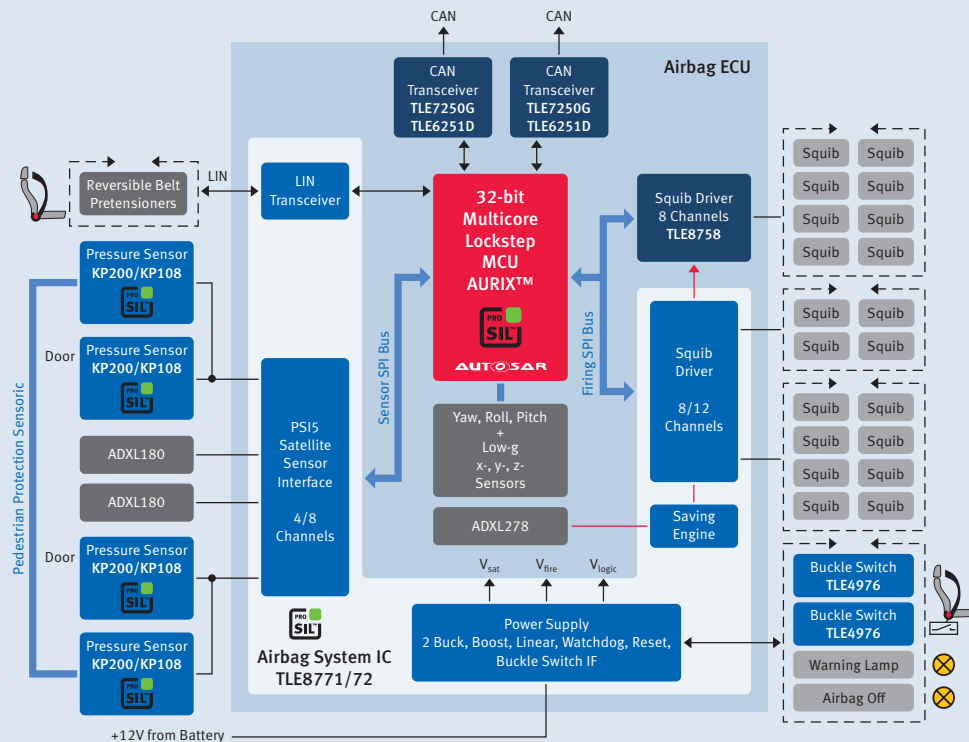 CAN
CAN
Airbag ECU
CAN
Transceiver
TLE7250G
TLE6251D
CAN
Transceiver
TLE7250G
TLE6251D
Reversible Belt
Pretensioners
LIN
LIN
Transceiver
32-bit
Multicore
Lockstep
MCU
AURIX™
PRO
SIL™
AUTOSAR
Squib Driver
8 Channels
TLE8758
Squib
Squib
Squib
Squib
Squib
Squib
Squib
Squib
Pressure Sensor
KP200/KP108
PRO
SIL™
Door
Pressure Sensor
KP200/KP108
PRO
SIL™
Pedestrian Protection Sensoric
ADXL180
ADXL180
Door
Pressure Sensor
KP200/KP108
PRO
SIL™
Pressure Sensor
KP200/KP108
PRO
SIL™
PSI5
Satellite
Sensor
Interface
4/8
Channels
Sensor SPI Bus
Firing SPI Bus
Yaw, Roll, Pitch
+
Low-g
x-, y-, z-
Sensors
ADXL278
Squib
Driver
8/12
Channels
Saving
Engine
Squib
Squib
Squib
Squib
Squib
Squib
Squib
Squib
Squib
Squib
Squib
Squib
Vsat
Vfire
Vlogic
PRO
SIL™
Airbag System IC
TLE8771/72
Power Supply
2 Buck, Boost, Linear, Watchdog, Reset,
Buckle Switch IF
Buckle Switch
TLE4976
Buckle Switch
TLE4976
Warning Lamp
Airbag Off
+12V from Battery